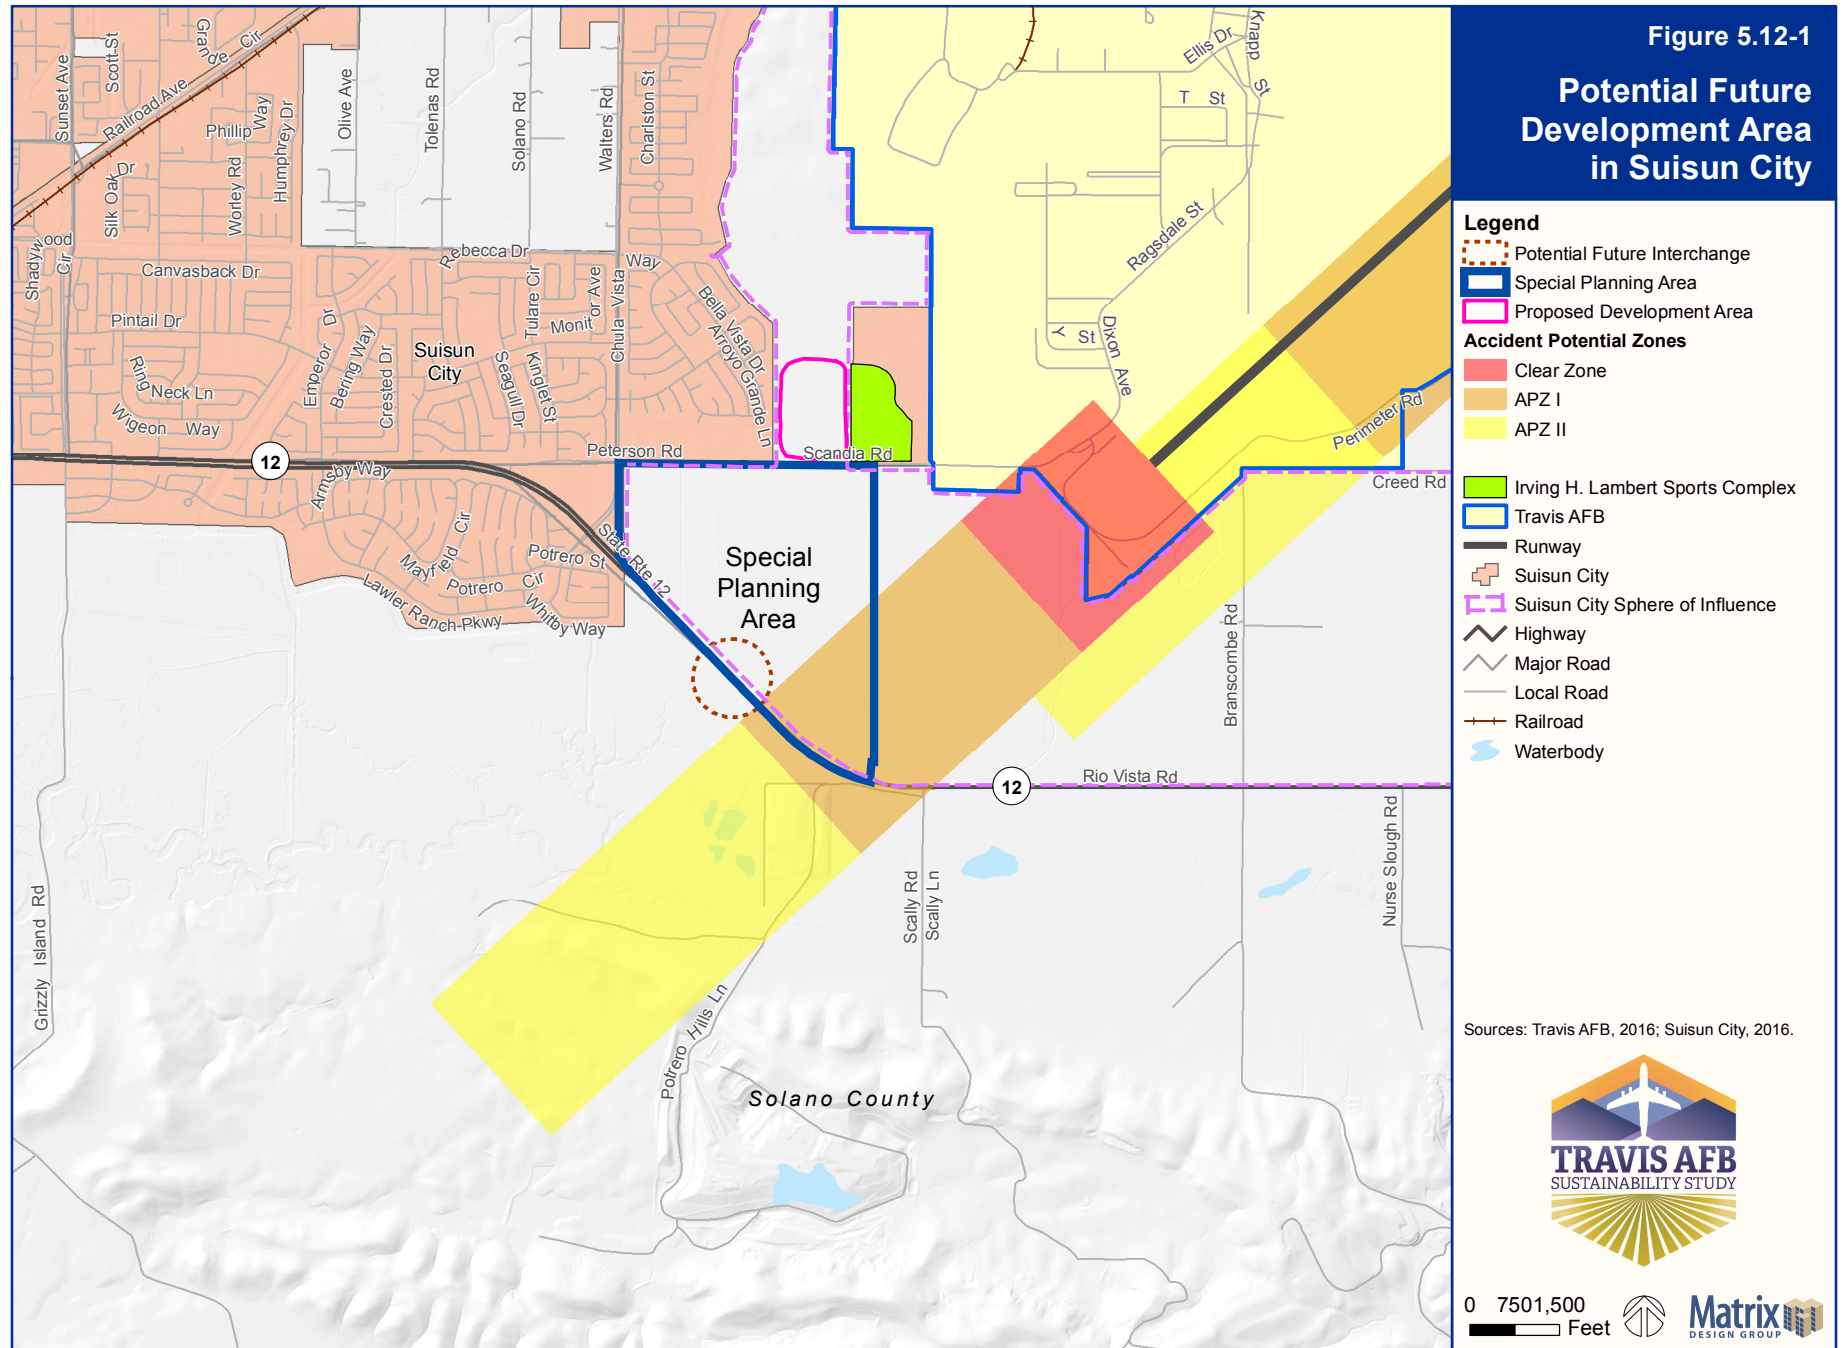 Figure 5.12-1
Potential Future
Development Area
in Suisun City
Legend
Potential Future Interchange
Special Planning Area
Proposed Development Area
Accident Potential Zones
Clear Zone
APZ I
APZ II
Irving H. Lambert Sports Complex
Travis AFB
Runway
Suisun City
Suisun City Sphere of Influence
Highway
Major Road
Local Road
Railroad
Waterbody
Sources: Travis AFB, 2016; Suisun City, 2016.
TRAVIS AFB
SUSTAINABILITY STUDY
0 7501,500
Feet
Matrix
DESIGN GROUP
Sunset Ave
Scott St
Grande Cir
Railroad Ave
Phillip Way
Humphrey Dr
Silk Oak Dr
Worley Rd
Olive Ave
Tolenas Rd
Solano Rd
Walters Rd
Charlston St
Shadywood Cir
Canvasback Dr
Rebecca Dr
Way
Pintail Dr
Emperor Dr
Bering Way
Crested Dr
Suisun
City
Tulare Cir
Monitor Ave
Chula Vista
Bella Vista Dr
Arroyo Grande Ln
Seagull Dr
Kinglet St
Ring Neck Ln
Wigeon Way
12
Armsby Way
Peterson Rd
Scandia Rd
Mayfield Cir
Potrero St
Potrero Cir
Lawler Ranch Pkwy
Whitby Way
State Rte 12
Special
Planning
Area
Ellis Dr
Knapp St
T St
Ragsdale St
Y St
Dixon Ave
Perimeter Rd
Creed Rd
Branscombe Rd
12
Rio Vista Rd
Scally Rd
Scally Ln
Nurse Slough Rd
Grizzly Island Rd
Potrero Hills Ln
Solano County